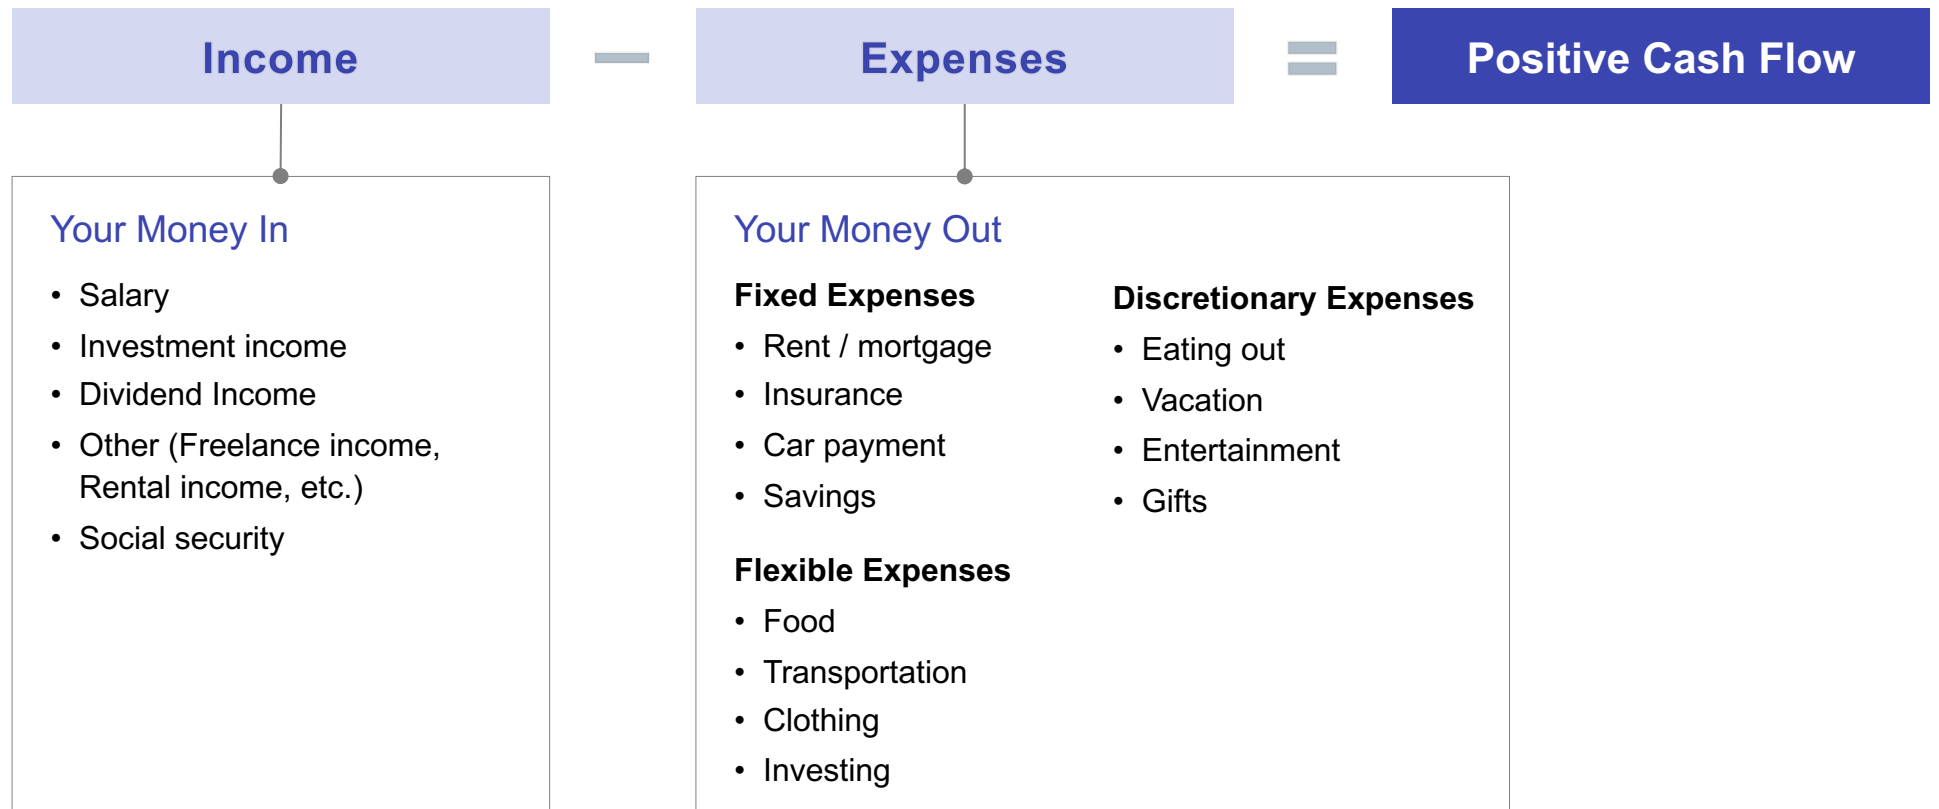 Income
Expenses
Positive Cash Flow
Your Money In
• Salary
• Investment income
• Dividend Income
• Other (Freelance income,
Rental income, etc.)
• Social security
Your Money Out
Fixed Expenses
• Rent / mortgage
• Insurance
• Car payment
• Savings
Flexible Expenses
• Food
• Transportation
• Clothing
• Investing
Discretionary Expenses
• Eating out
• Vacation
• Entertainment
• Gifts